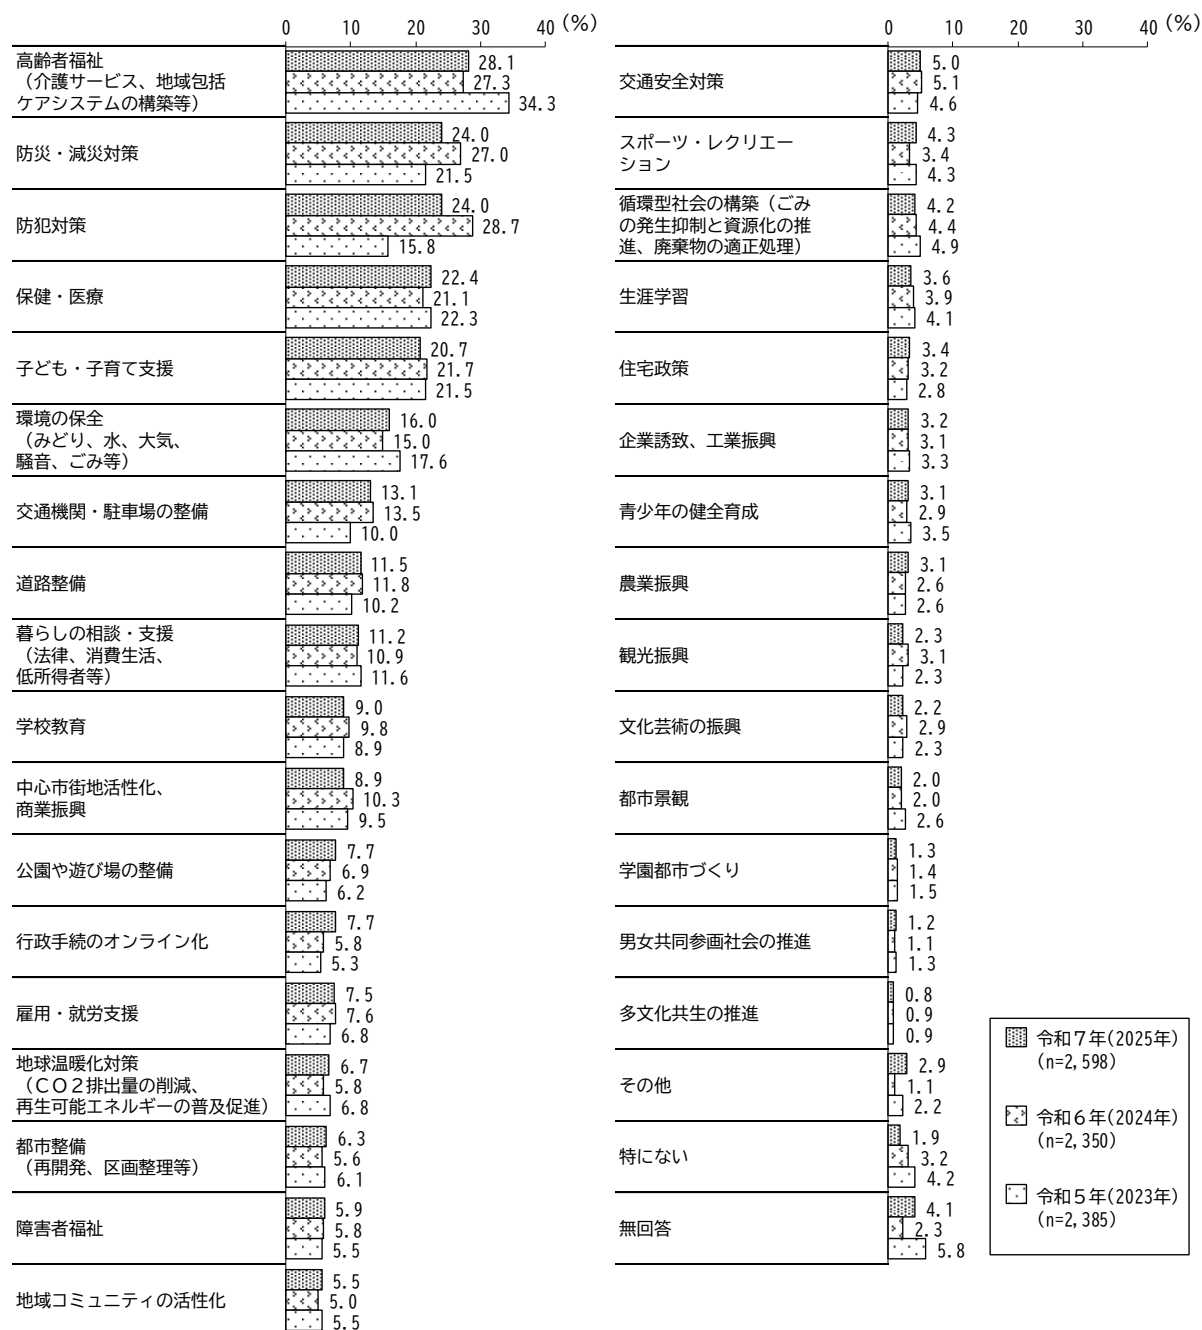 0 10 20 30 40 (%)
高齢者福祉
（介護サービス、地域包括
ケアシステムの構築等）
28.1
27.3
34.3
防災・減災対策
24.0
27.0
21.5
防犯対策
24.0
28.7
15.8
保健・医療
22.4
21.1
22.3
子ども・子育て支援
20.7
21.7
21.5
環境の保全
（みどり、水、大気、
騒音、ごみ等）
16.0
15.0
17.6
交通機関・駐車場の整備
13.1
13.5
10.0
道路整備
11.5
11.8
10.2
暮らしの相談・支援
（法律、消費生活、
低所得者等）
11.2
10.9
11.6
学校教育
9.0
9.8
8.9
中心市街地活性化、
商業振興
8.9
10.3
9.5
公園や遊び場の整備
7.7
6.9
6.2
行政手続のオンライン化
7.7
5.8
5.3
雇用・就労支援
7.5
7.6
6.8
地球温暖化対策
（ＣＯ２排出量の削減、
再生可能エネルギーの普及促進）
6.7
5.8
6.8
都市整備
（再開発、区画整理等）
6.3
5.6
6.1
障害者福祉
5.9
5.8
5.5
地域コミュニティの活性化
5.5
5.0
5.5
0 10 20 30 40 (%)
交通安全対策
5.0
5.1
4.6
スポーツ・レクリエー
ション
4.3
3.4
4.3
循環型社会の構築（ごみ
の発生抑制と資源化の推
進、廃棄物の適正処理）
4.2
4.4
4.9
生涯学習
3.6
3.9
4.1
住宅政策
3.4
3.2
2.8
企業誘致、工業振興
3.2
3.1
3.3
青少年の健全育成
3.1
2.9
3.5
農業振興
3.1
2.6
2.6
観光振興
2.3
3.1
2.3
文化芸術の振興
2.2
2.9
2.3
都市景観
2.0
2.0
2.6
学園都市づくり
1.3
1.4
1.5
男女共同参画社会の推進
1.2
1.1
1.3
多文化共生の推進
0.8
0.9
0.9
その他
2.9
1.1
2.2
特にない
1.9
3.2
4.2
無回答
4.1
2.3
5.8
令和７年(2025年)
(n=2,598)
令和６年(2024年)
(n=2,350)
令和５年(2023年)
(n=2,385)